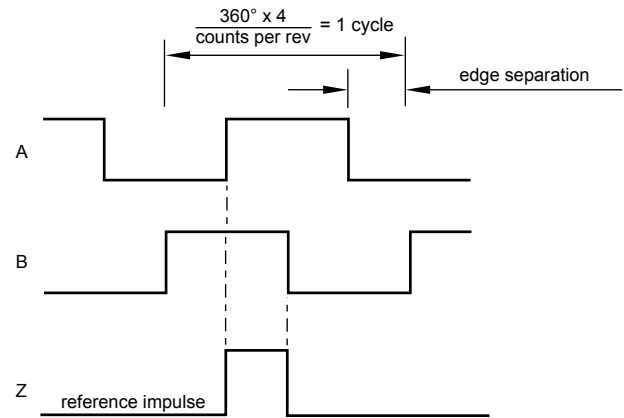 360° x 4
counts per rev
= 1 cycle
edge separation
A
B
Z
reference impulse